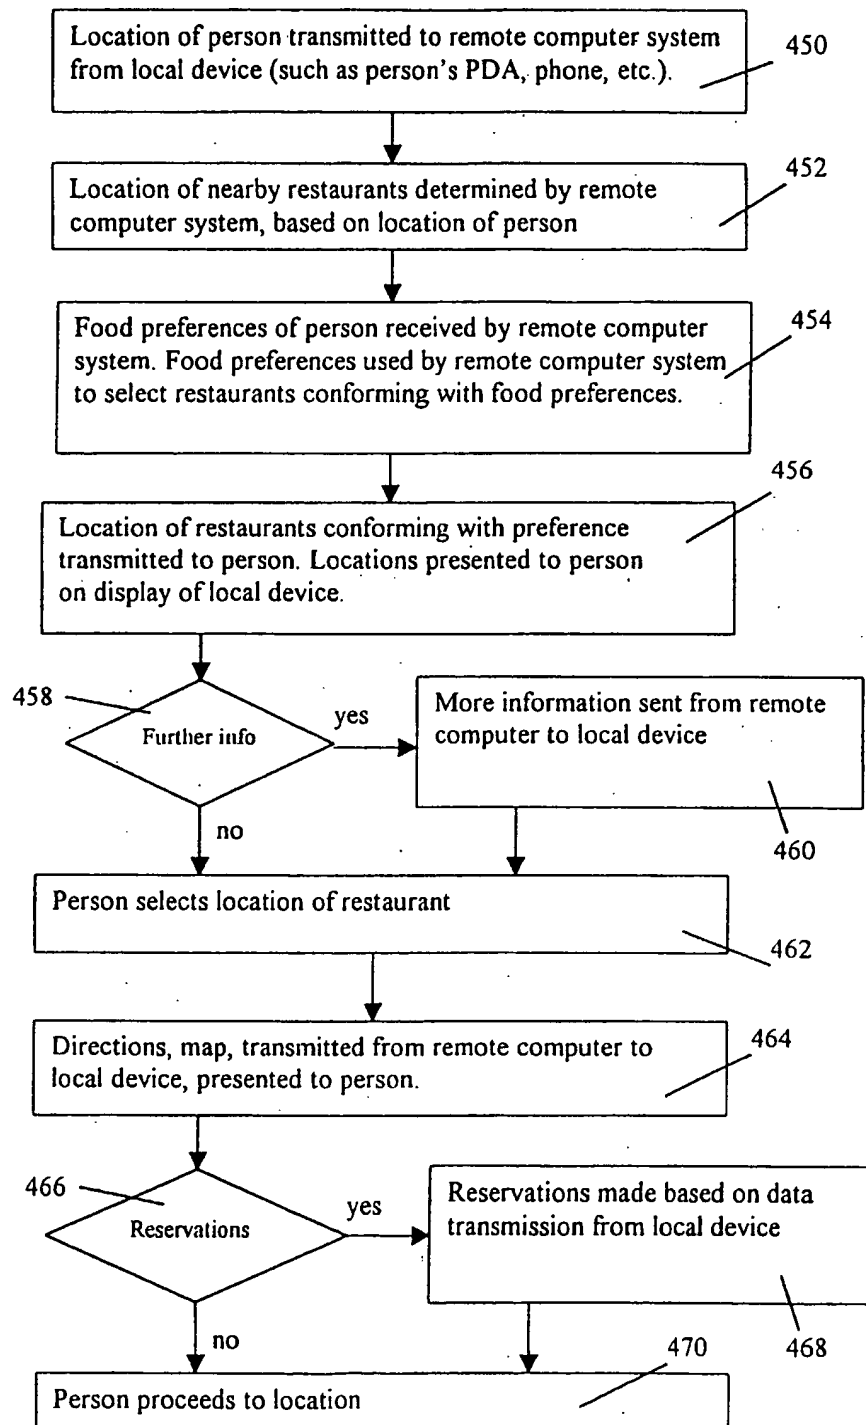 Location of person transmitted to remote computer system
from local device (such as person's PDA, phone, etc.).
450
Location of nearby restaurants determined by remote
computer system, based on location of person
452
Food preferences of person received by remote computer
system. Food preferences used by remote computer system
to select restaurants conforming with food preferences.
454
Location of restaurants conforming with preference
transmitted to person. Locations presented to person
on display of local device.
456
458
Further info
yes
More information sent from remote
computer to local device
460
no
Person selects location of restaurant
462
Directions, map, transmitted from remote computer to
local device, presented to person.
464
466
Reservations
yes
Reservations made based on data
transmission from local device
468
no
470
Person proceeds to location